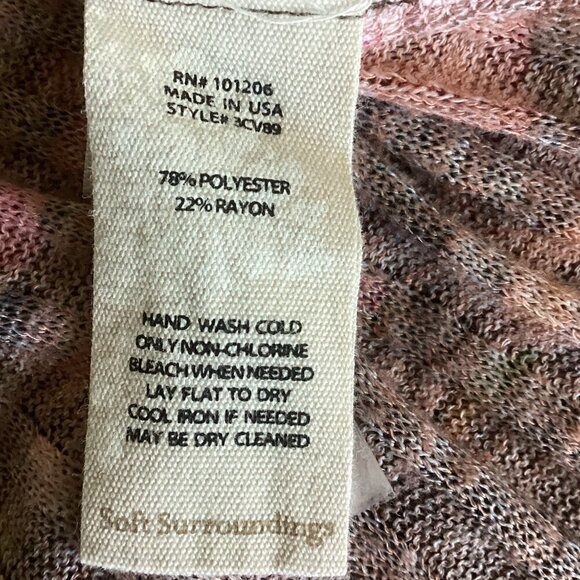 RN# 101206
MADE IN USA
STYLE# 3CV89
78% POLYESTER
22% RAYON
HAND WASH COLD
ONLY NON-CHLORINE
BLEACH WHEN NEEDED
LAY FLAT TO DRY
COOL IRON IF NEEDED
MAY BE DRY CLEANED
Soft Surroundings